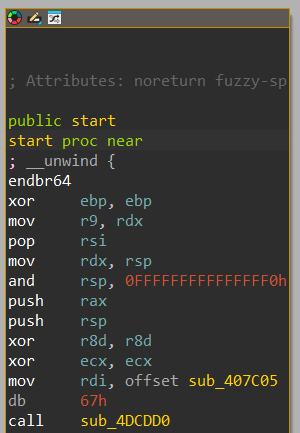 ; Attributes: noreturn fuzzy-sp
public start
start proc near
; __unwind {
endbr64
xor     ebp, ebp
mov     r9, rdx
pop     rsi
mov     rdx, rsp
and     rsp, 0FFFFFFFFFFFFFFF0h
push    rax
push    rsp
xor     r8d, r8d
xor     ecx, ecx
mov     rdi, offset sub_407C05
db      67h
call    sub_4DCDD0